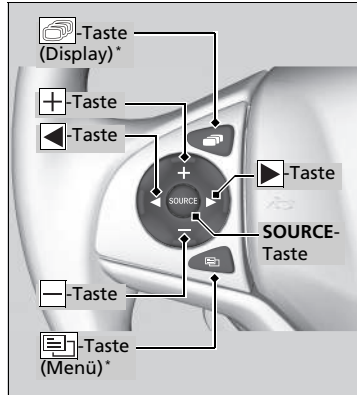 -Taste
(Display)*
+ -Taste
◀ -Taste
▶ -Taste
SOURCE
SOURCE-
Taste
− -Taste
-Taste
(Menü)*